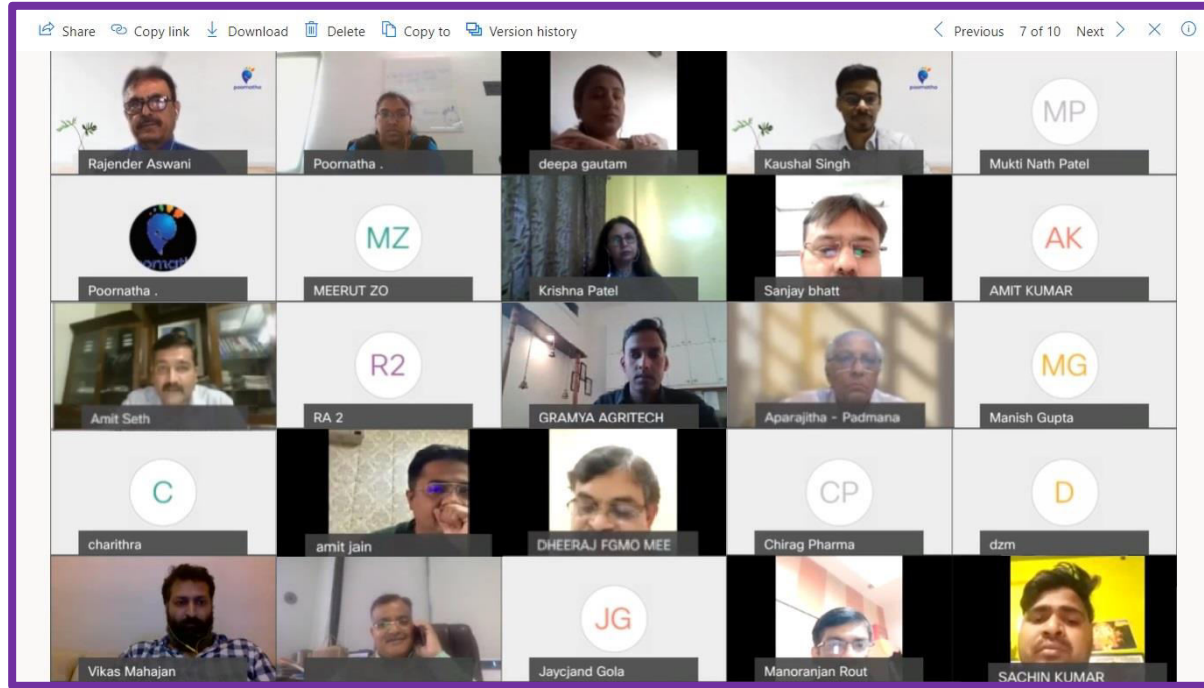 Share Copy link Download Delete Copy to Version history Previous 7 of 10 Next
poornatha
poornatha
MP
Rajender Aswani Poornatha . deepa gautam Kaushal Singh Mukti Nath Patel
MZ AK
Poornatha . MEERUT ZO Krishna Patel Sanjay bhatt AMIT KUMAR
R2 MG
Amit Seth RA 2 GRAMYA AGRITECH Aparajitha - Padmana Manish Gupta
C CP D
charithra amit jain DHEERAJ FGMO MEE Chirag Pharma dzm
JG
Vikas Mahajan Jaycjand Gola Manoranjan Rout SACHIN KUMAR